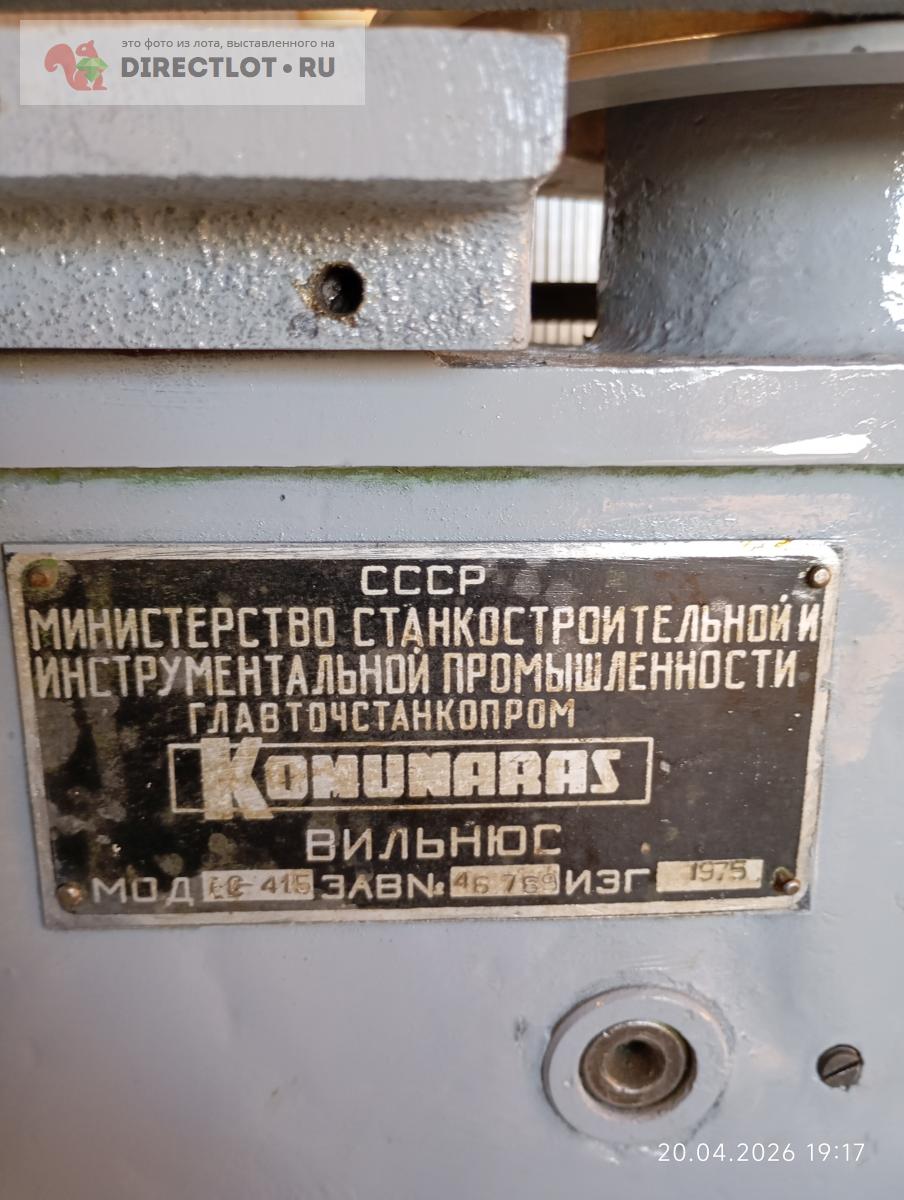 это фото из лота, выставленного на
DIRECTLOT.RU
СССР
МИНИСТЕРСТВО СТАНКОСТРОИТЕЛЬНОЙ И
ИНСТРУМЕНТАЛЬНОЙ ПРОМЫШЛЕННОСТИ
ГЛАВТОЧСТАНКОПРОМ
KOMUNARAS
ВИЛЬНЮС
МОД 415 ЗАВ№ 46 769 ИЗГ 1975
20.04.2026 19:17